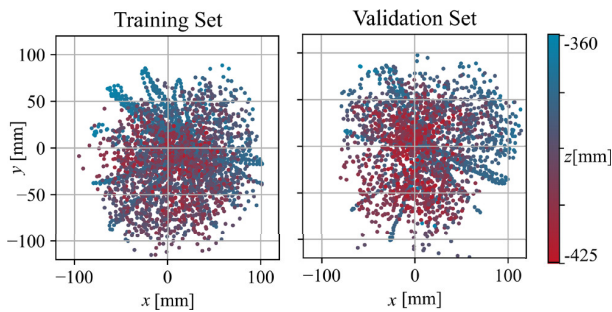 Training Set
Validation Set
100
50
0
−50
−100
y [mm]
−100
0
100
x [mm]
−100
0
100
x [mm]
-360
z[mm]
-425